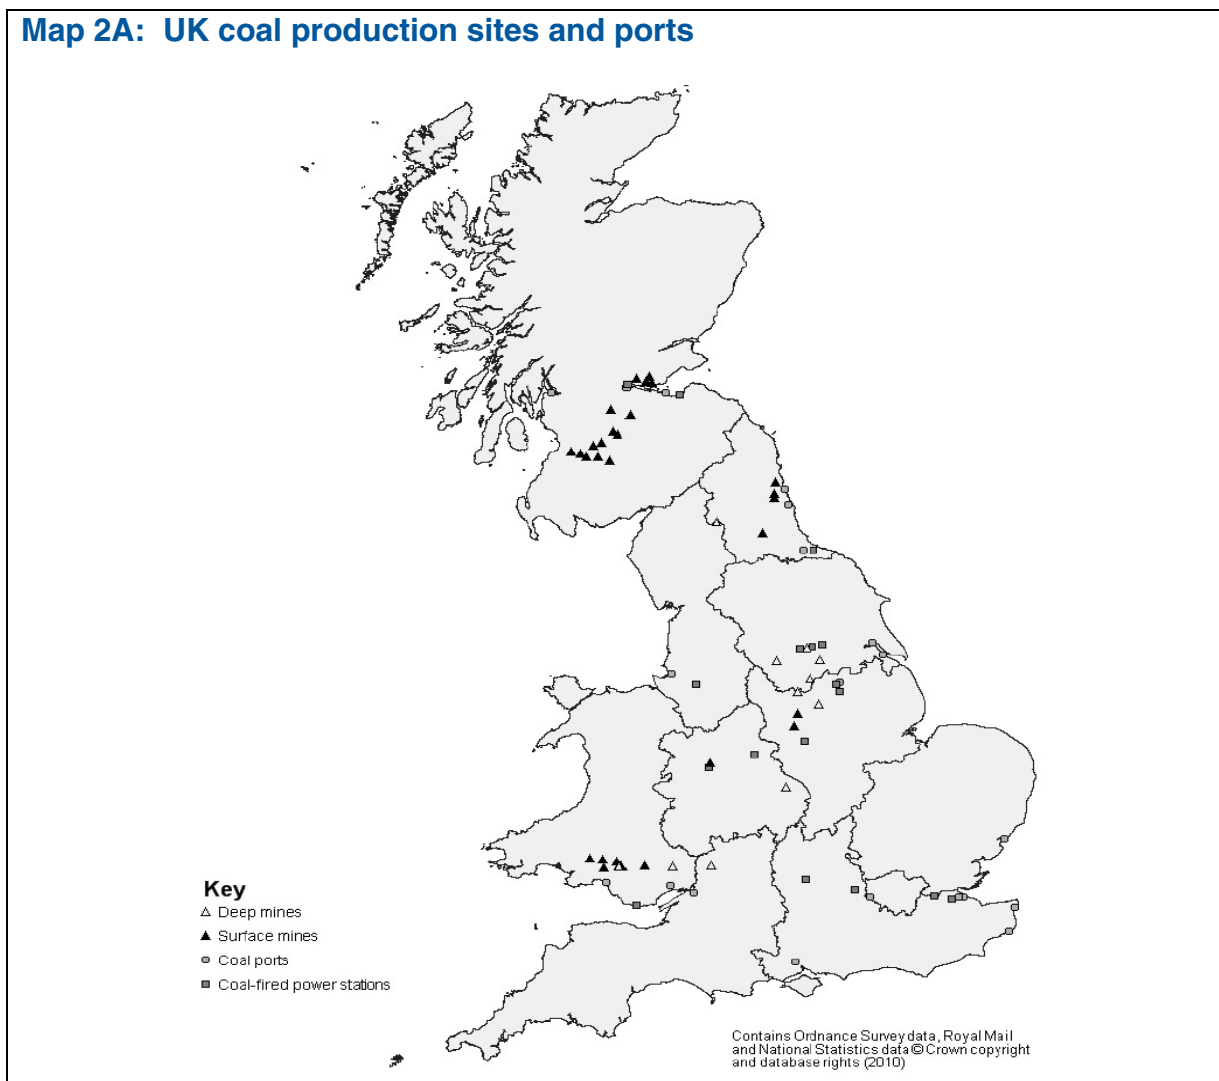 Map 2A: UK coal production sites and ports
Key
Deep mines
Surface mines
Coal ports
Coal-fired power stations
Contains Ordnance Survey data, Royal Mail
and National Statistics data © Crown copyright
and database rights (2010)